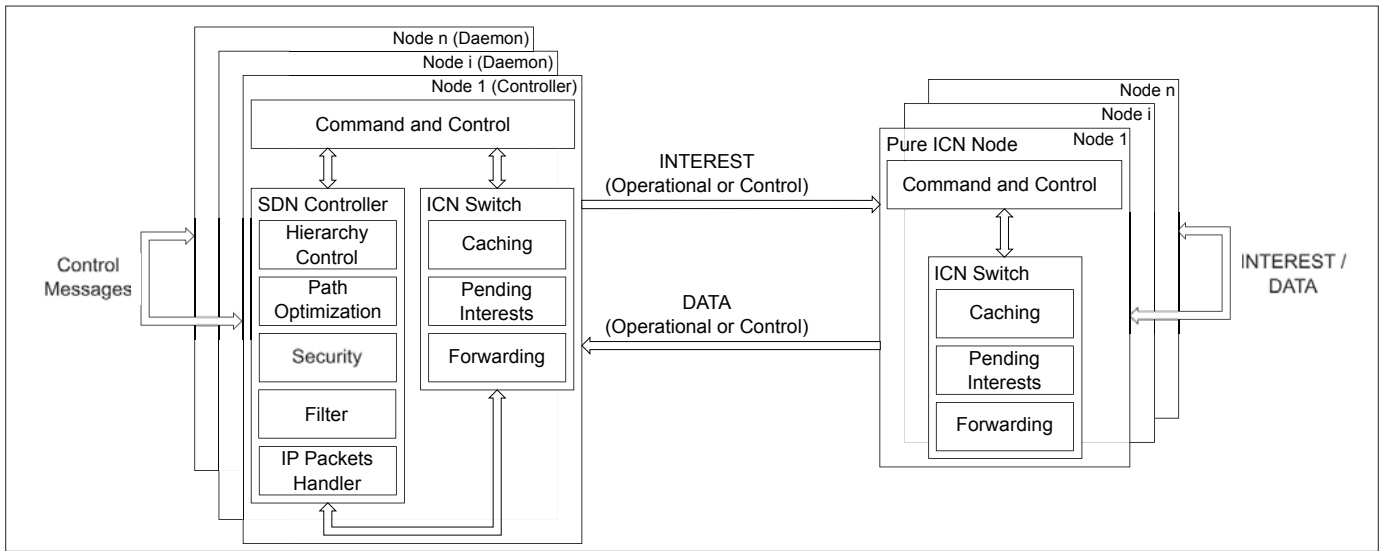 Node n (Daemon)
Node i (Daemon)
Node 1 (Controller)
Command and Control
SDN Controller
Hierarchy
Control
Path
Optimization
Security
Filter
IP Packets
Handler
ICN Switch
Caching
Pending
Interests
Forwarding
Control
Messages
INTEREST
(Operational or Control)
DATA
(Operational or Control)
Node n
Node i
Node 1
Pure ICN Node
Command and Control
ICN Switch
Caching
Pending
Interests
Forwarding
INTEREST /
DATA